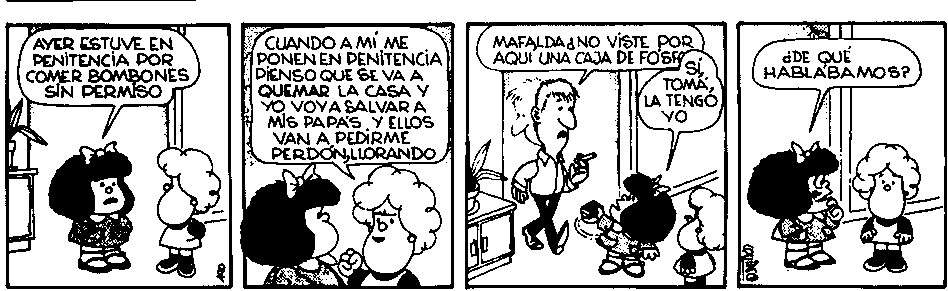 AYER ESTUVE EN
PENITENCIA POR
COMER BOMBONES
SIN PERMISO
CUANDO A MÍ ME
PONEN EN PENITENCIA
PIENSO QUE SE VA A
QUEMAR LA CASA Y
YO VOY A SALVAR A
MIS PAPÁS Y ELLOS
VAN A PEDIRME
PERDÓN, LLORANDO
MAFALDA ¿NO VISTE POR
AQUÍ UNA CAJA DE FÓSF
SÍ,
TOMÁ,
LA TENGO
YO
¿DE QUÉ
HABLÁBAMOS?